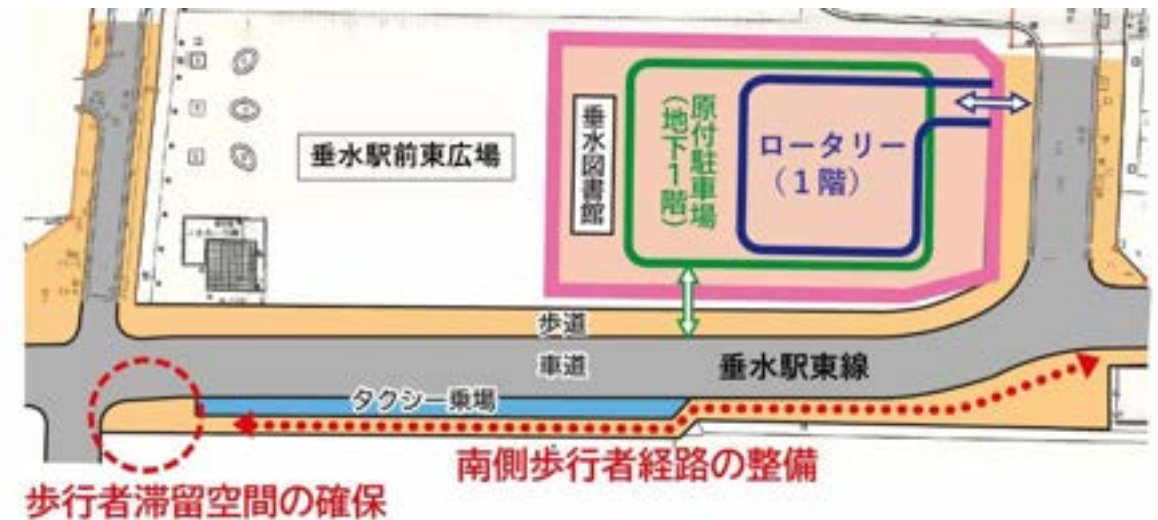 垂水駅前東広場
垂水図書館
原付駐車場
(地下1階)
ロータリー
(1階)
歩道
車道
垂水駅東線
タクシー乗場
南側歩行者経路の整備
歩行者滞留空間の確保